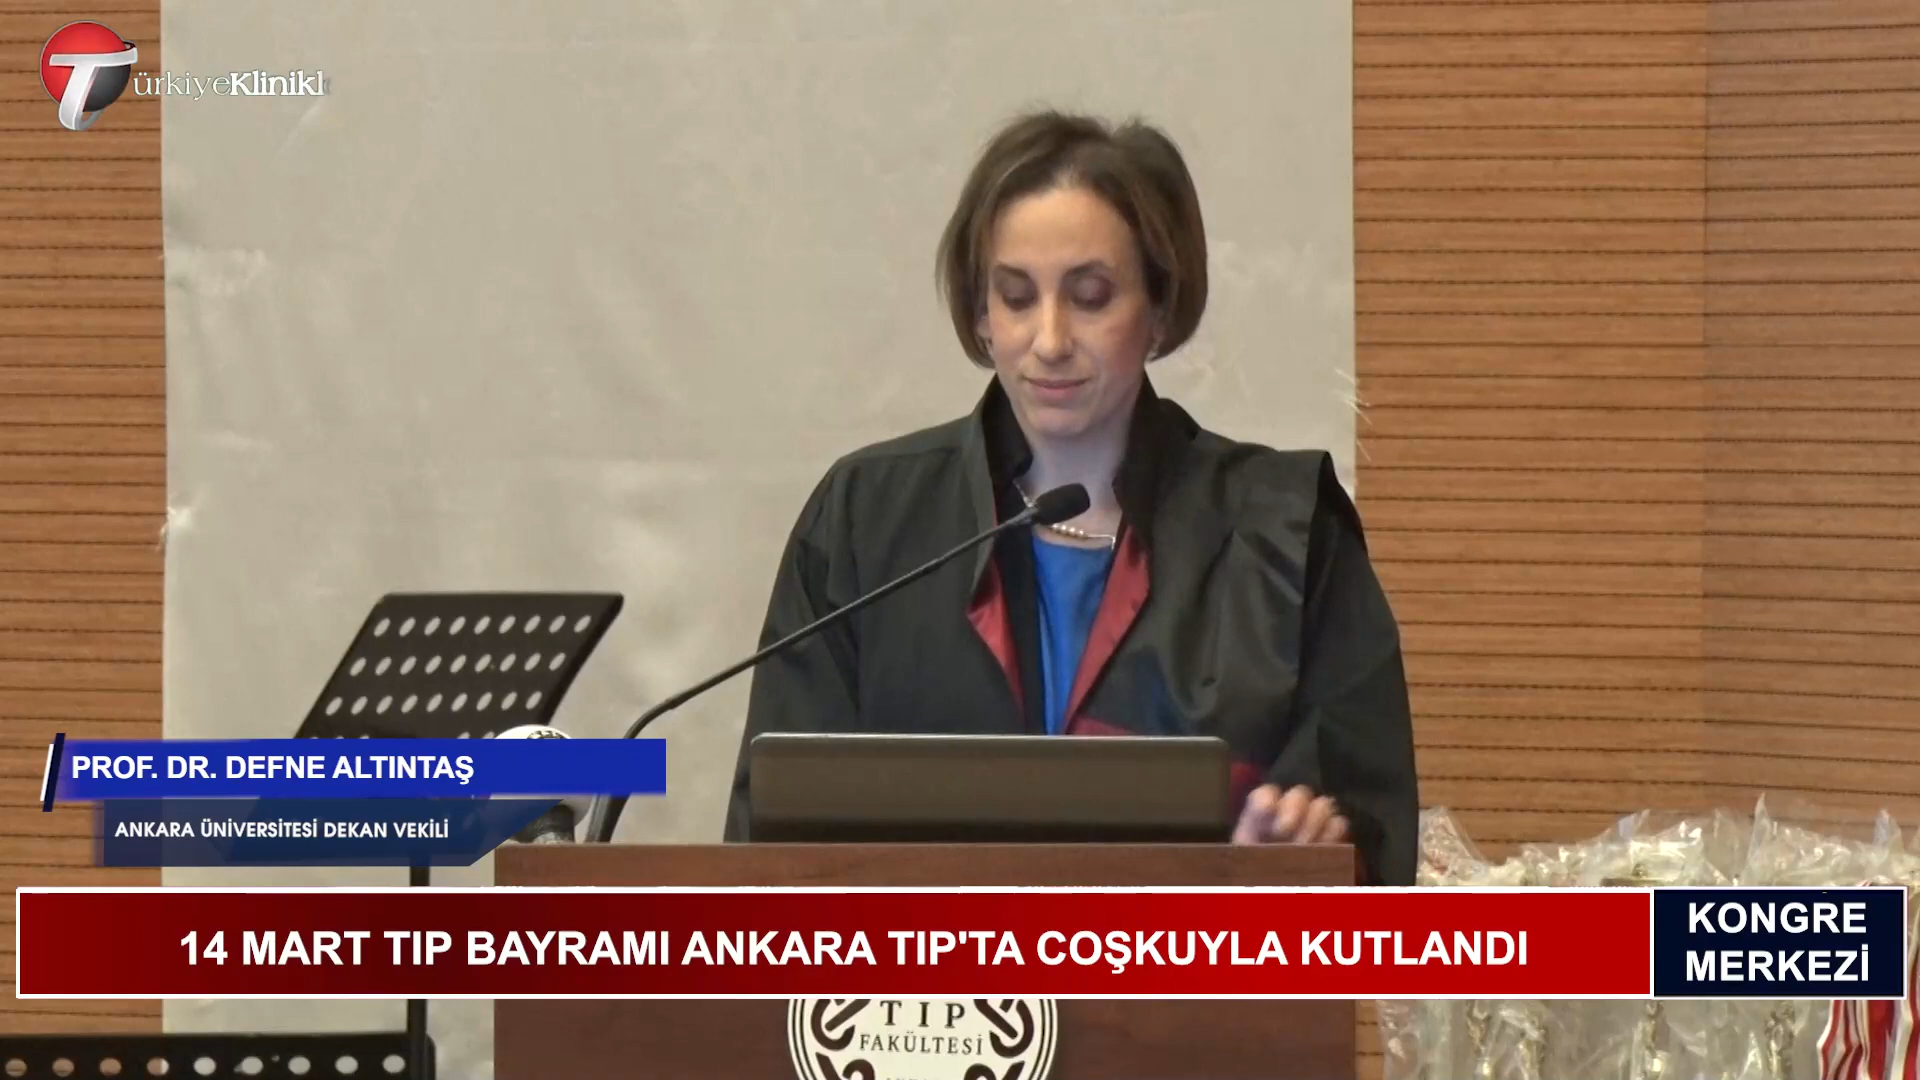 TürkiyeKlinikl
PROF. DR. DEFNE ALTINTAŞ
ANKARA ÜNİVERSİTESİ DEKAN VEKİLİ
14 MART TIP BAYRAMI ANKARA TIP'TA COŞKUYLA KUTLANDI
KONGRE
MERKEZİ
TIP
FAKÜLTESİ